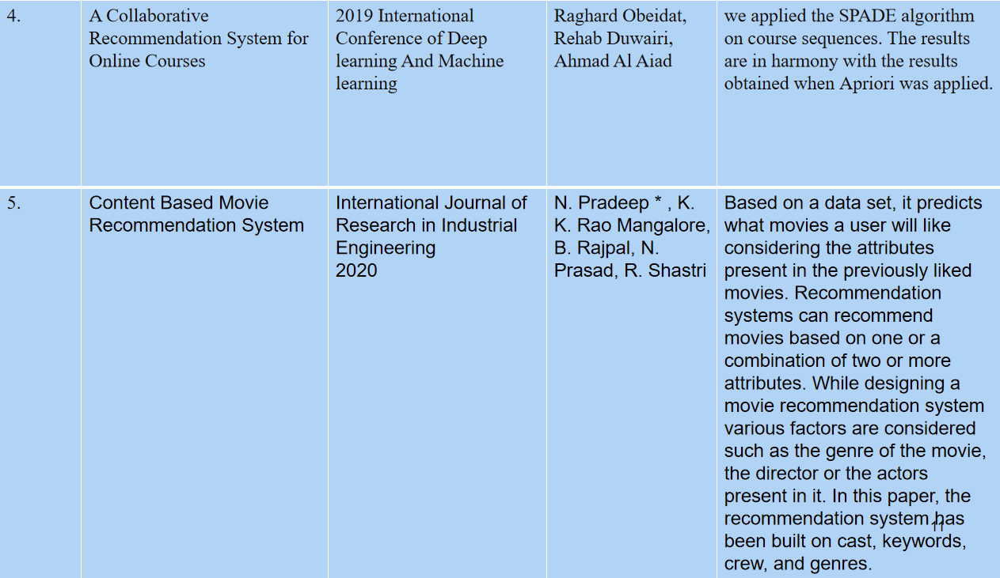 4.
A Collaborative
Recommendation System for
Online Courses
2019 International
Conference of Deep
learning And Machine
learning
Raghard Obeidat,
Rehab Duwairi,
Ahmad Al Aiad
we applied the SPADE algorithm
on course sequences. The results
are in harmony with the results
obtained when Apriori was applied.
5.
Content Based Movie
Recommendation System
International Journal of
Research in Industrial
Engineering
2020
N. Pradeep * , K.
K. Rao Mangalore,
B. Rajpal, N.
Prasad, R. Shastri
Based on a data set, it predicts
what movies a user will like
considering the attributes
present in the previously liked
movies. Recommendation
systems can recommend
movies based on one or a
combination of two or more
attributes. While designing a
movie recommendation system
various factors are considered
such as the genre of the movie,
the director or the actors
present in it. In this paper, the
recommendation system has
been built on cast, keywords,
crew, and genres.
11